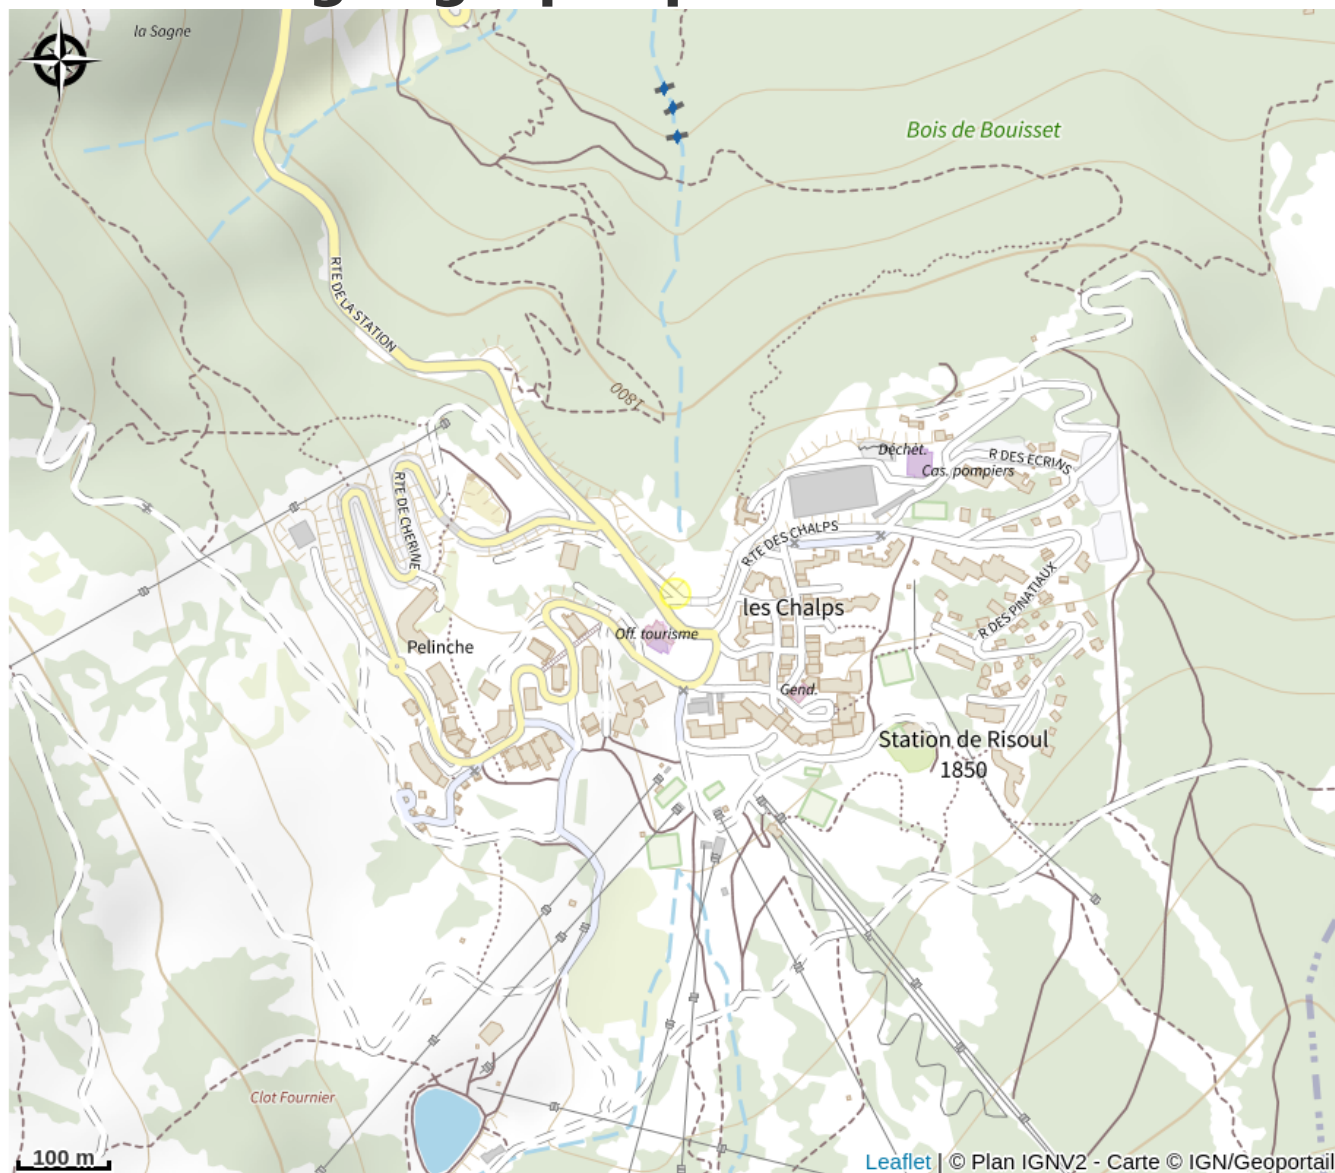 la Sagne
Bois de Bouisset
RTE DE LA STATION
1800
Déchèt.
R DES ECRINS
Cas. pompiers
RTE DE CHERINE
RTE DES CHALPS
les Chalps
R DES PINATIAUX
Off. tourisme
Pelinche
Gend.
Station de Risoul
1850
Clot Fournier
100 m
Leaflet | © Plan IGNV2 - Carte © IGN/Geoportail